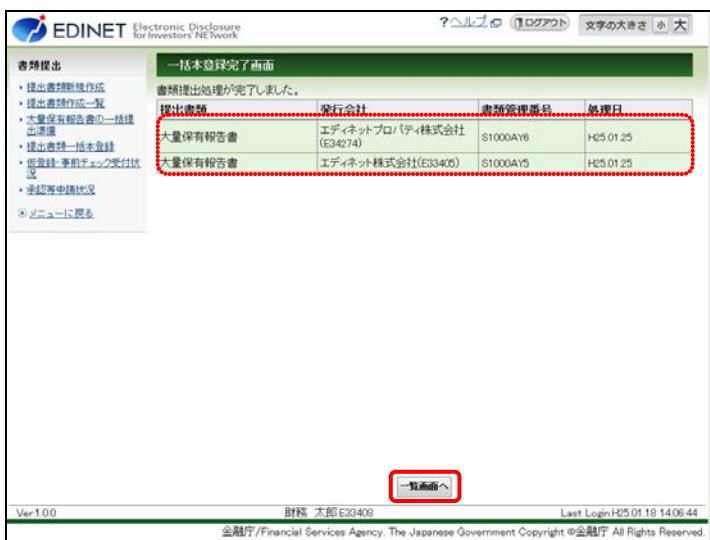 EDINET Electronic Disclosure
for Investors' NETwork
?ヘルプ ログアウト 文字の大きさ 小 大
書類提出
・提出書類新規作成
・提出書類作成一覧
・大量保有報告書の一括提
出準備
・提出書類一括本登録
・仮登録・事前チェック受付状
況
・承認等申請状況
メニューに戻る
一括本登録完了画面
書類提出処理が完了しました。
提出書類 発行会社 書類管理番号 処理日
大量保有報告書 エディネットプロパティ株式会社
(E34274) S1000AY6 H25.01.25
大量保有報告書 エディネット株式会社(E33405) S1000AY5 H25.01.25
一覧画面へ
Ver.1.0.0 財務 太郎 E33408 Last Login:H25.01.18 14:06:44
金融庁/Financial Services Agency. The Japanese Government Copyright ©金融庁 All Rights Reserved.